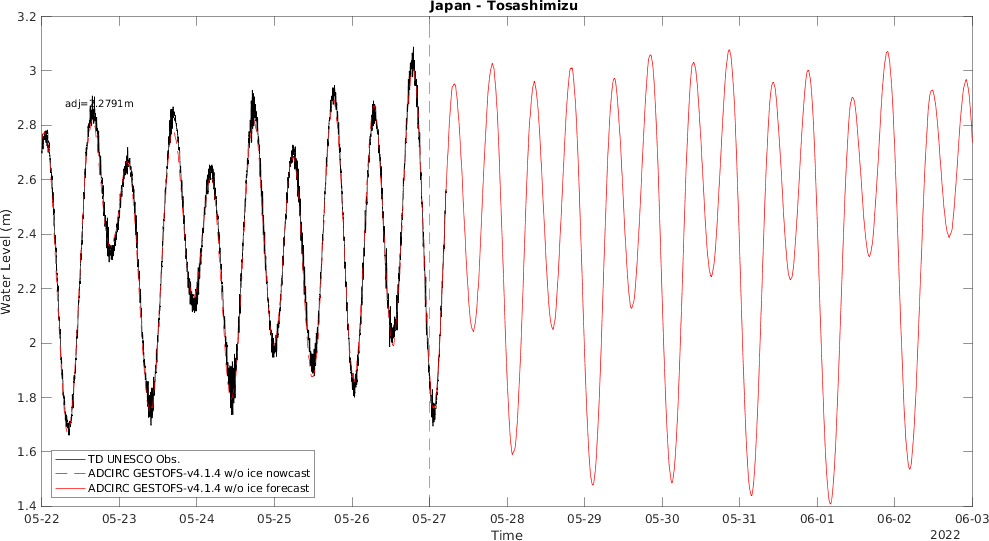 Japan - Tosashimizu
3.2
3
2.8
2.6
2.4
2.2
2
1.8
1.6
1.4
Water Level (m)
TD UNESCO Obs.
ADCIRC GESTOFS-v4.1.4 w/o ice nowcast
ADCIRC GESTOFS-v4.1.4 w/o ice forecast
05-22 05-23 05-24 05-25 05-26 05-27 05-28 05-29 05-30 05-31 06-01 06-02 06-03
Time
2022